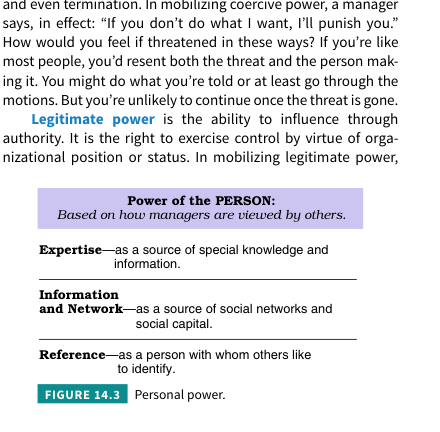 and even termination. In mobilizing coercive power, a manager
says, in effect: “If you don’t do what I want, I’ll punish you.”
How would you feel if threatened in these ways? If you’re like
most people, you’d resent both the threat and the person mak-
ing it. You might do what you’re told or at least go through the
motions. But you’re unlikely to continue once the threat is gone.
Legitimate power is the ability to influence through
authority. It is the right to exercise control by virtue of orga-
nizational position or status. In mobilizing legitimate power,
Power of the PERSON:
Based on how managers are viewed by others.
Expertise—as a source of special knowledge and
information.
Information
and Network—as a source of social networks and
social capital.
Reference—as a person with whom others like
to identify.
FIGURE 14.3 Personal power.